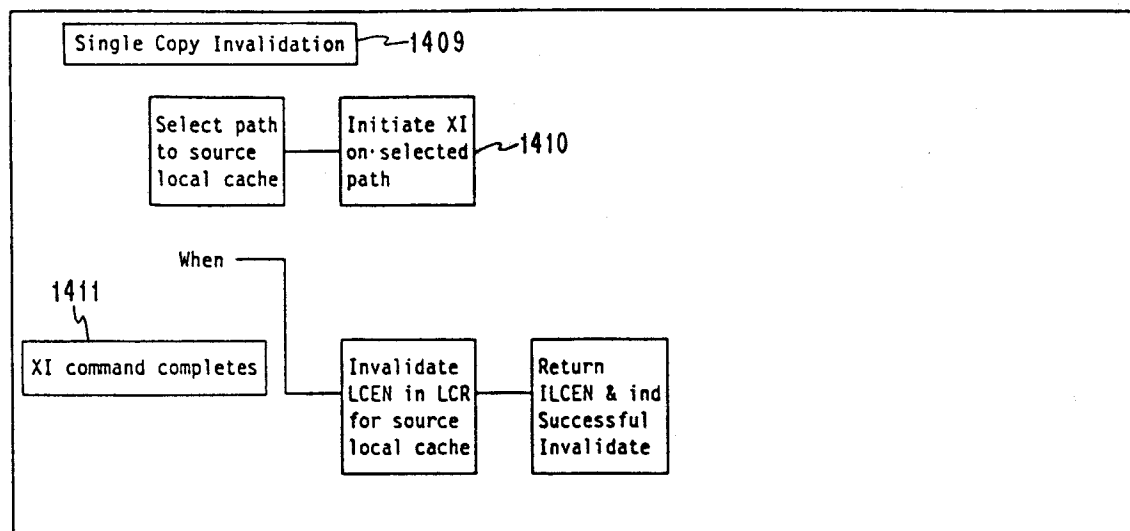 Single Copy Invalidation
1409
Select path
to source
local cache
Initiate XI
on selected
path
1410
When
1411
XI command completes
Invalidate
LCEN in LCR
for source
local cache
Return
ILCEN & ind
Successful
Invalidate